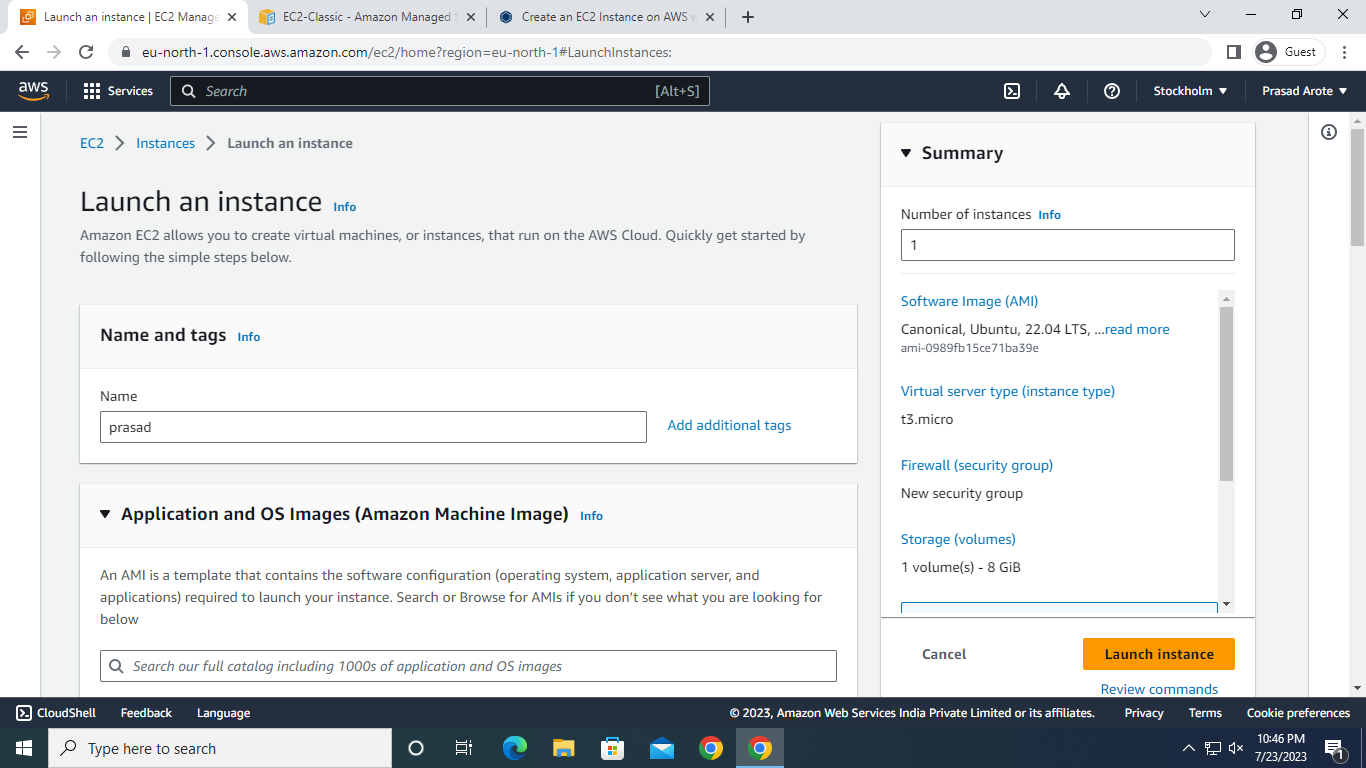 Launch an instance | EC2 Manage
EC2-Classic - Amazon Managed S
Create an EC2 Instance on AWS w
eu-north-1.console.aws.amazon.com/ec2/home?region=eu-north-1#LaunchInstances:
Guest
aws
Services
Search
[Alt+S]
Stockholm
Prasad Arote
EC2
Instances
Launch an instance
Launch an instance Info
Amazon EC2 allows you to create virtual machines, or instances, that run on the AWS Cloud. Quickly get started by
following the simple steps below.
Name and tags Info
Name
prasad
Add additional tags
Application and OS Images (Amazon Machine Image) Info
An AMI is a template that contains the software configuration (operating system, application server, and
applications) required to launch your instance. Search or Browse for AMIs if you don’t see what you are looking for
below
Search our full catalog including 1000s of application and OS images
Summary
Number of instances Info
1
Software Image (AMI)
Canonical, Ubuntu, 22.04 LTS, ...read more
ami-0989fb15ce71ba39e
Virtual server type (instance type)
t3.micro
Firewall (security group)
New security group
Storage (volumes)
1 volume(s) - 8 GiB
Cancel
Launch instance
Review commands
CloudShell
Feedback
Language
© 2023, Amazon Web Services India Private Limited or its affiliates.
Privacy
Terms
Cookie preferences
Type here to search
10:46 PM
7/23/2023
1